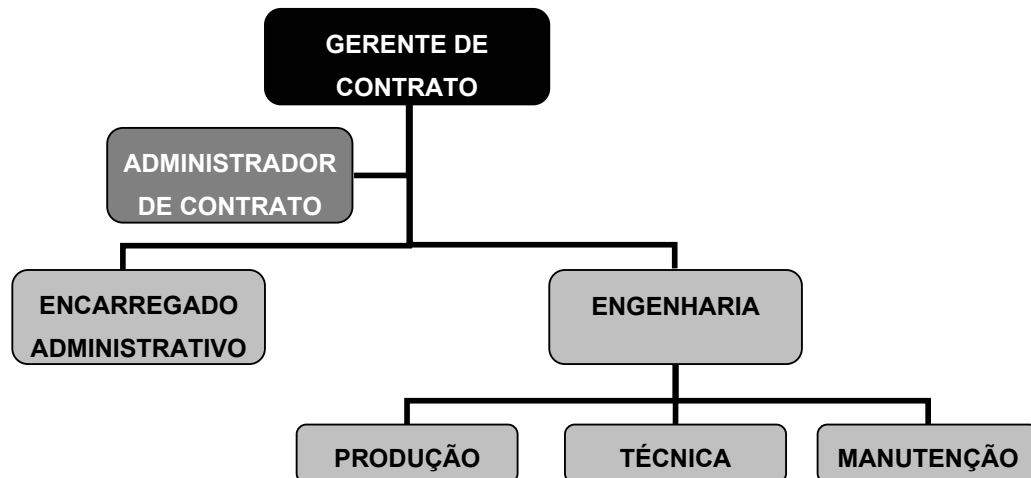 GERENTE DE
CONTRATO
ADMINISTRADOR
DE CONTRATO
ENCARREGADO
ADMINISTRATIVO
ENGENHARIA
PRODUÇÃO
TÉCNICA
MANUTENÇÃO